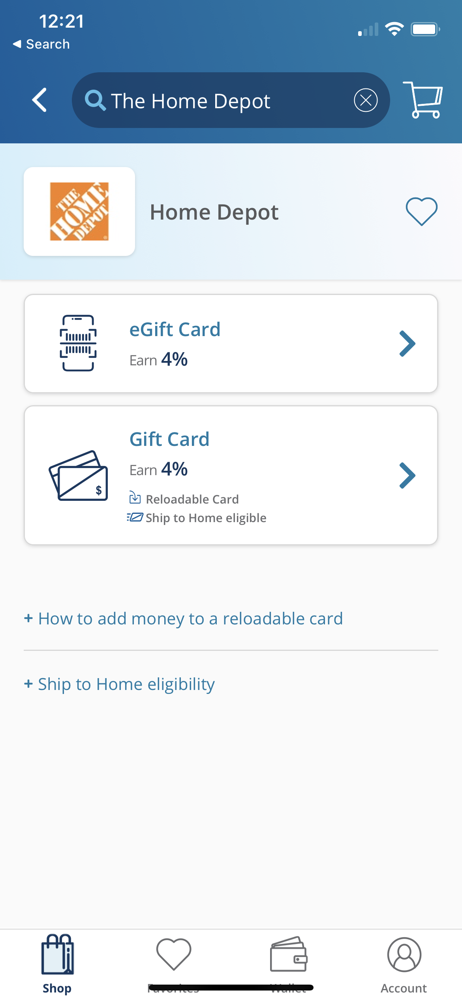 12:21
Search
The Home Depot
THE
HOME
DEPOT
Home Depot
eGift Card
Earn 4%
Gift Card
Earn 4%
$
Reloadable Card
Ship to Home eligible
+ How to add money to a reloadable card
+ Ship to Home eligibility
Shop
Favorites
Wallet
Account